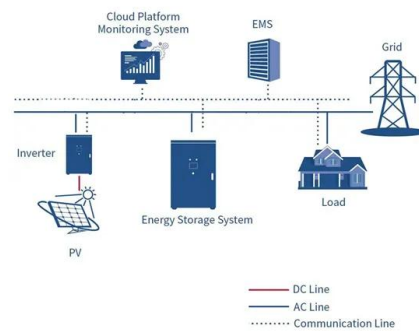 Cloud Platform
Monitoring System
EMS
Grid
Inverter
Energy Storage System
Load
PV
DC Line
AC Line
Communication Line